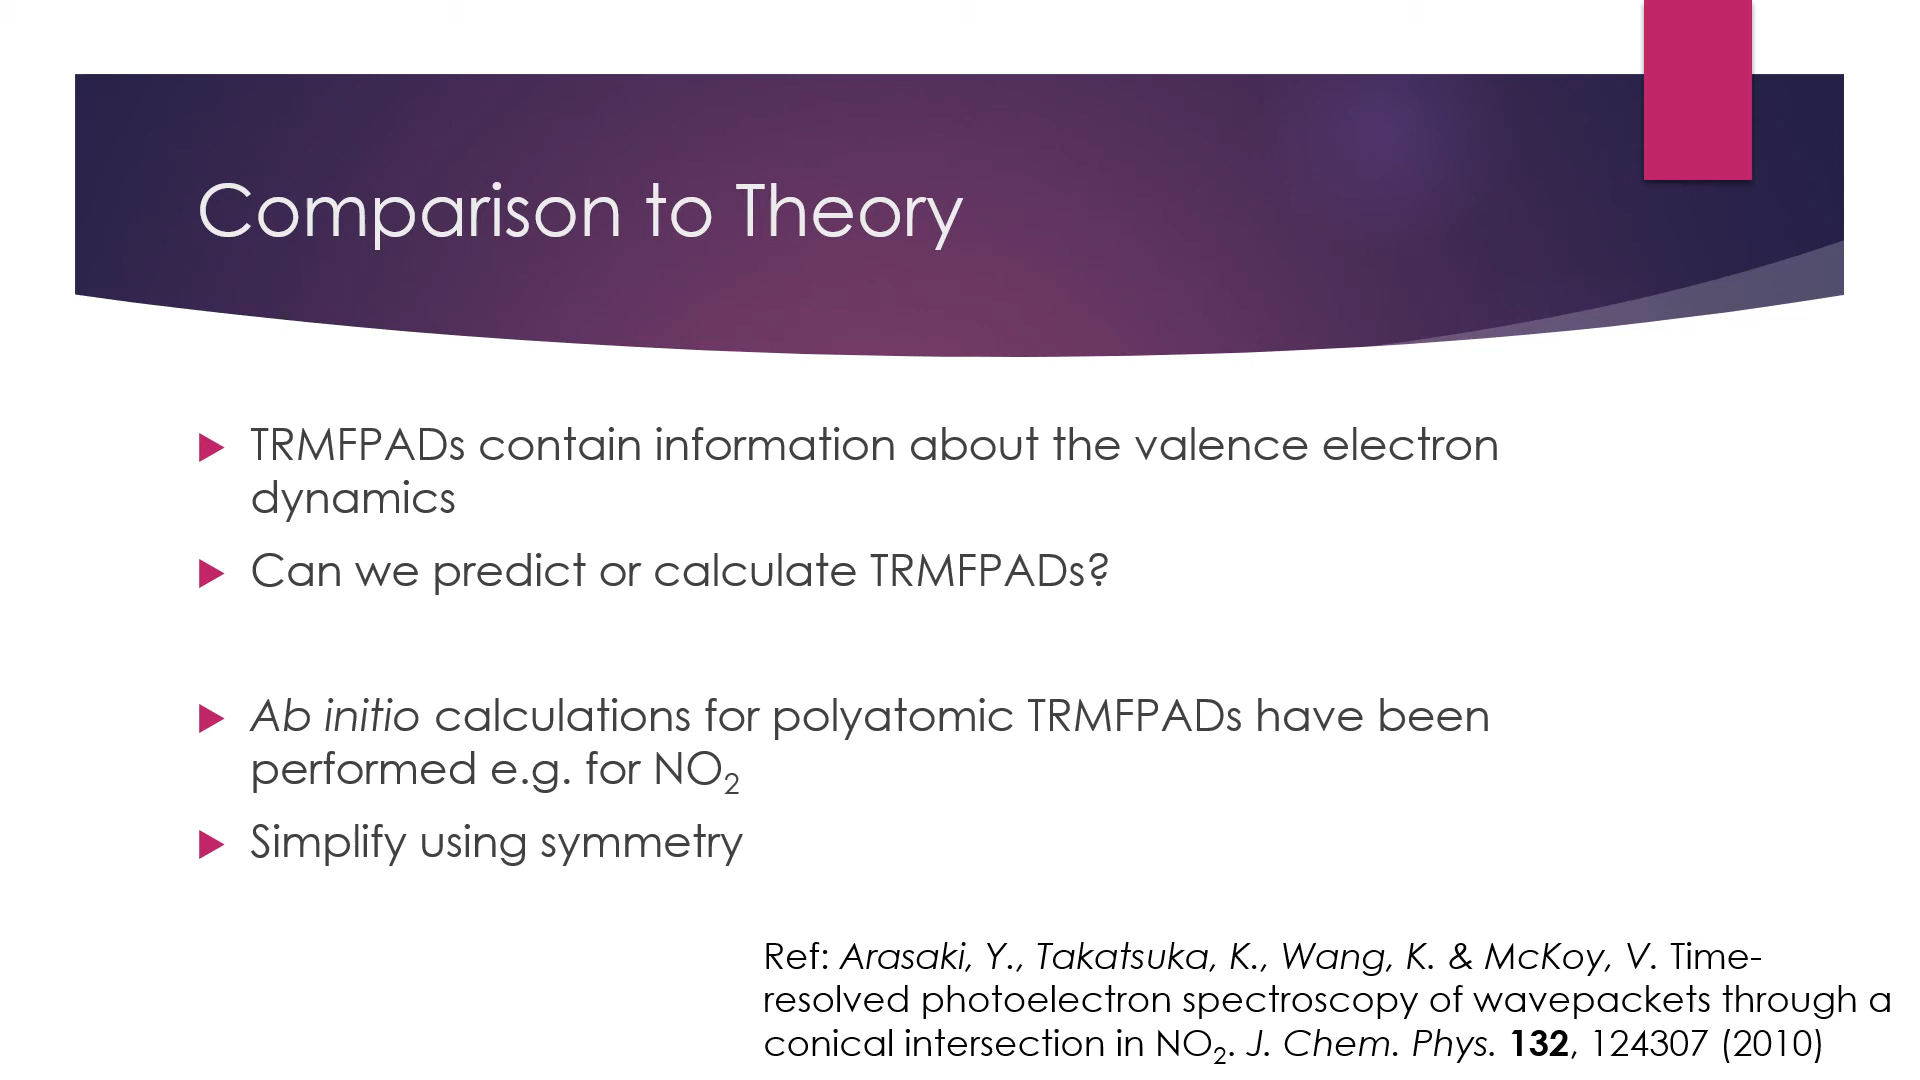 Comparison to Theory
TRMFPADs contain information about the valence electron
dynamics
Can we predict or calculate TRMFPADs?
Ab initio calculations for polyatomic TRMFPADs have been
performed e.g. for NO₂
Simplify using symmetry
Ref: Arasaki, Y., Takatsuka, K., Wang, K. & McKoy, V. Time-
resolved photoelectron spectroscopy of wavepackets through a
conical intersection in NO₂. J. Chem. Phys. 132, 124307 (2010)